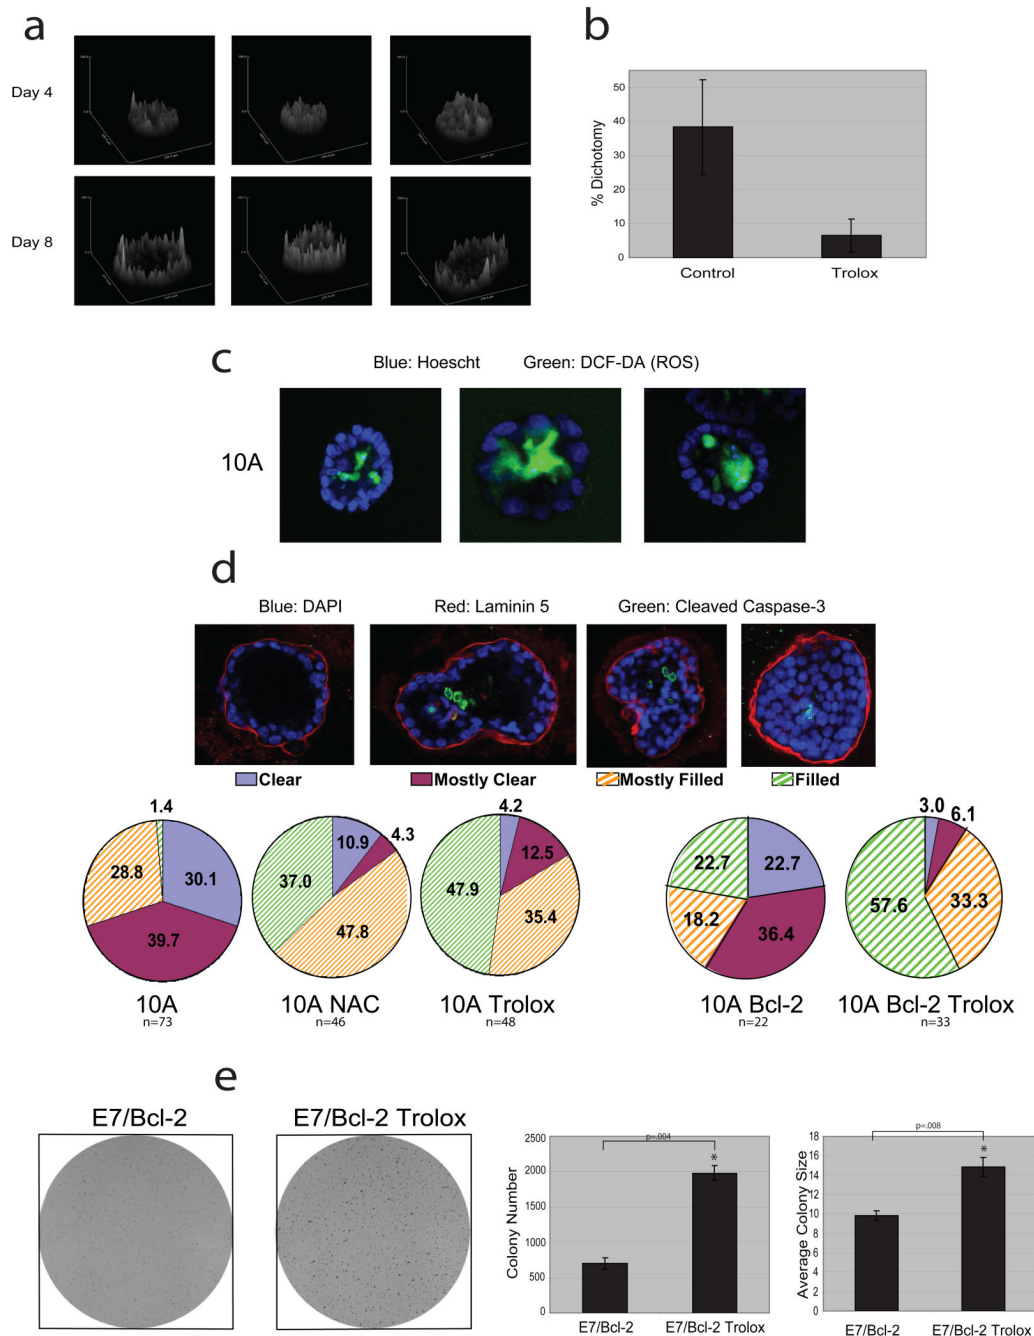 a
Day 4
Day 8
b
% Dichotomy
50
40
30
20
10
0
Control
Trolox
c
Blue: Hoescht Green: DCF-DA (ROS)
10A
d
Blue: DAPI Red: Laminin 5 Green: Cleaved Caspase-3
Clear Mostly Clear Mostly Filled Filled
1.4
28.8
30.1
39.7
10A
n=73
10.9
4.3
37.0
47.8
10A NAC
n=46
4.2
12.5
47.9
35.4
10A Trolox
n=48
22.7
22.7
18.2
36.4
10A Bcl-2
n=22
3.0
6.1
57.6
33.3
10A Bcl-2 Trolox
n=33
e
E7/Bcl-2
E7/Bcl-2 Trolox
Colony Number
2500
2000
1500
1000
500
0
p=.004
*
E7/Bcl-2
E7/Bcl-2 Trolox
Average Colony Size
18
16
14
12
10
8
6
4
2
0
p=.008
*
E7/Bcl-2
E7/Bcl-2 Trolox